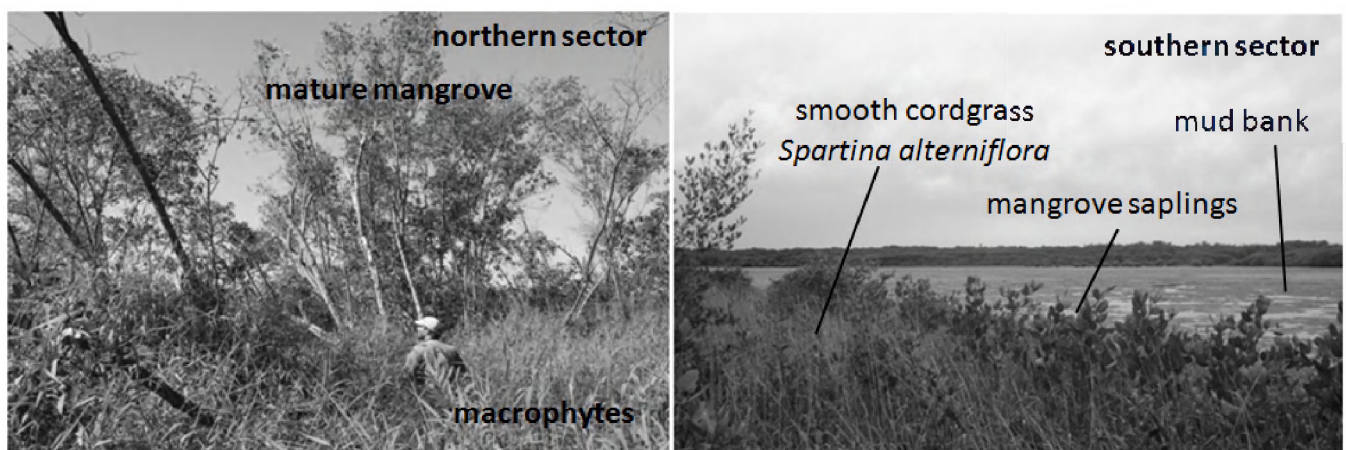 northern sector
mature mangrove
macrophytes
southern sector
smooth cordgrass
Spartina alterniflora
mud bank
mangrove saplings